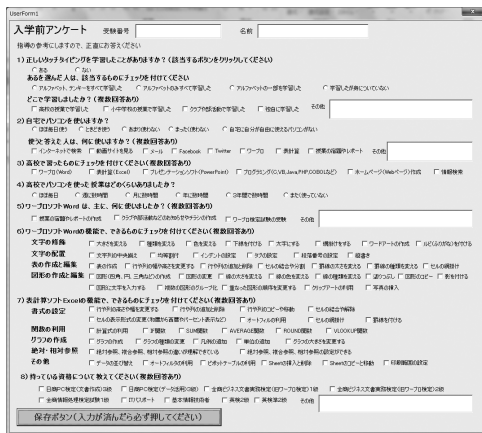 UserForm1
入学前アンケート 受験番号 名前
指導の参考にしますので、正直にお答えください
1) 正しいタッチタイピングを学習したことがありますか？（該当するボタンをクリックしてください）
ある ない
あるを選んだ人は、該当するものにチェックを付けてください
アルファベット、テンキーをすべて学習した アルファベットのみすべて学習した アルファベットの一部を学習した 学習したが身についていない
どこで学習しましたか？（複数回答あり）
高校の授業で学習した 小中学校の授業で学習した クラブや部活動で学習した 独自に学習した その他
2) 自宅でパソコンを使いますか？
ほぼ毎日使う ときどき使う あまり使わない まったく使わない 自宅に自分が自由に使えるパソコンがない
使うと答えた人は、何に使いますか？（複数回答あり）
インターネットで検索 動画サイトを見る メール Facebook Twitter ワープロ 表計算 授業の宿題やレポート その他
3) 高校で習ったものにチェックを付けてください（複数回答あり）
ワープロ(Word) 表計算(Excel) プレゼンテーションソフト(PowerPoint) プログラミング(C,VB,Java,PHP,COBOLなど) ホームページ(Webページ)作成 情報検索
4) 高校でパソコンを使った授業はどのくらいありましたか？
ほぼ毎日 週に数時間 月に数時間 年に数時間 3年間で数時間 まったく使っていない
5) ワープロソフトWordは、主に、何に使いましたか？（複数回答あり）
授業の宿題やレポートの作成 クラブや部活動などのお知らせやチラシの作成 ワープロ検定試験の受験 その他
6) ワープロソフトWordの機能で、できるものにチェックを付けてください（複数回答あり）
文字の修飾 大きさを変える 種類を変える 色を変える 下線を付ける 太字にする 網掛けをする ワードアートの作成 ルビ(ふりがな)を付ける
文字の配置 文字列の中央揃え 均等割付 インデントの設定 タブの設定 段落番号の設定 縦書き
表の作成と編集 表の作成 行や列の幅や高さを変更する 行や列の追加と削除 セルの結合や分割 罫線の太さを変える 罫線の種類を変える セルの網掛け
図形の作成と編集 図形(四角、円、三角など)の作成 図形の変更 線の太さを変える 線の色を変える 線の種類を変える 塗りつぶし 図形のコピー 影を付ける
図形に文字を入力する 複数の図形のグループ化 重なった図形の順序を変更する クリップアートの利用 写真の挿入
7) 表計算ソフトExcelの機能で、できるものにチェックを付けてください（複数回答あり）
書式の設定 行や列の高さや幅を変更する 行や列の追加と削除 行や列のコピーや移動 セルの結合や解除
セルの表示形式の変更(和暦から西暦やパーセント表示など) オートフィルの利用 セルの網掛け 罫線を付ける
関数の利用 計算式の利用 IF関数 SUM関数 AVERAGE関数 ROUND関数 VLOOKUP関数
グラフの作成 グラフの作成 グラフの種類の変更 凡例の追加 単位の追加 グラフの大きさを変更する
絶対・相対参照 絶対参照、複合参照、相対参照の違いが理解できている 絶対参照、複合参照、相対参照の設定ができる
その他 データの並び替え オートフィルタの利用 ピボットテーブルの利用 Sheetの挿入と削除 Sheetのコピーと移動 印刷範囲の設定
8) 持っている資格について教えてください（複数回答あり）
日商PC検定(文書作成)3級 日商PC検定(データ活用)3級 全商ビジネス文書実務検定(旧ワープロ検定)1級 全商ビジネス文書実務検定(旧ワープロ検定)2級
全商情報処理検定試験1級 ITパスポート 基本情報技術者 英検2級 英検準2級 その他
保存ボタン(入力が済んだら必ず押してください)